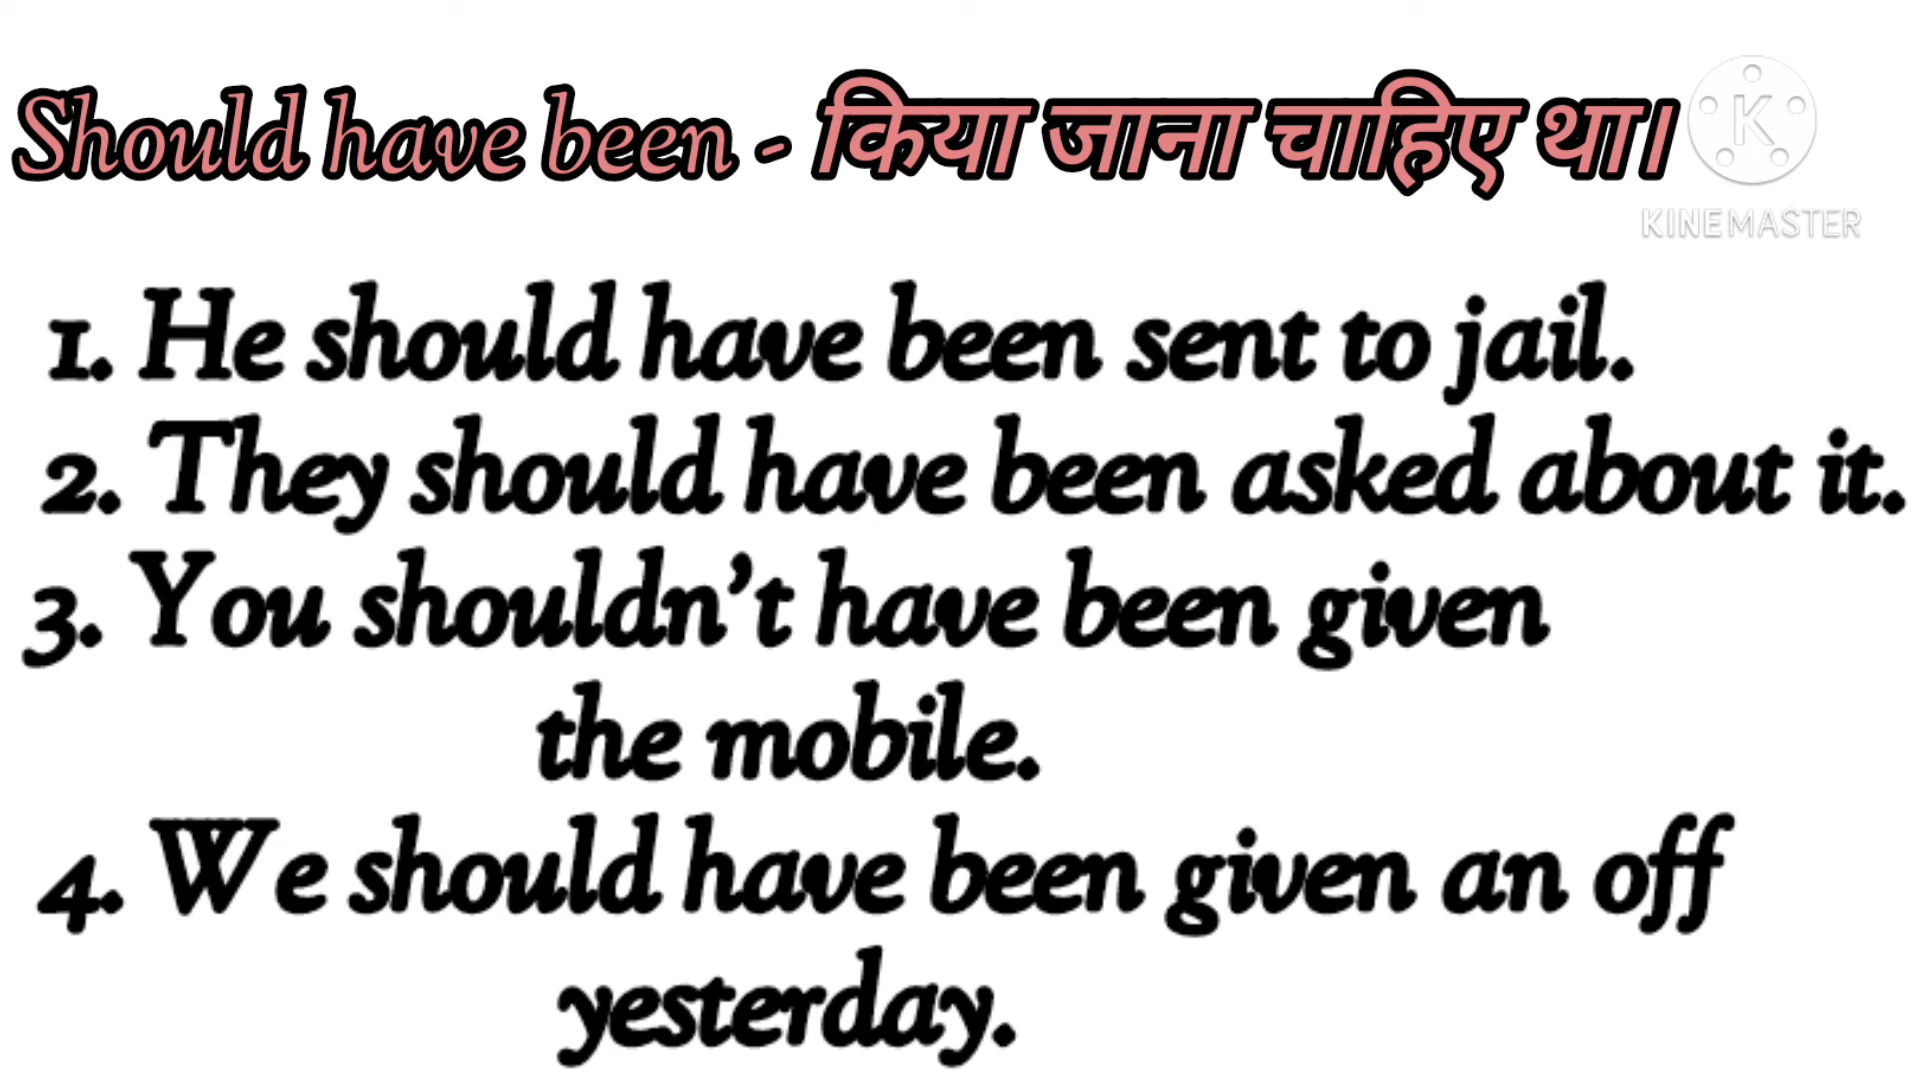 Should have been - किया जाना चाहिए था।
K
KINEMASTER
1. He should have been sent to jail.
2. They should have been asked about it.
3. You shouldn't have been given
the mobile.
4. We should have been given an off
yesterday.